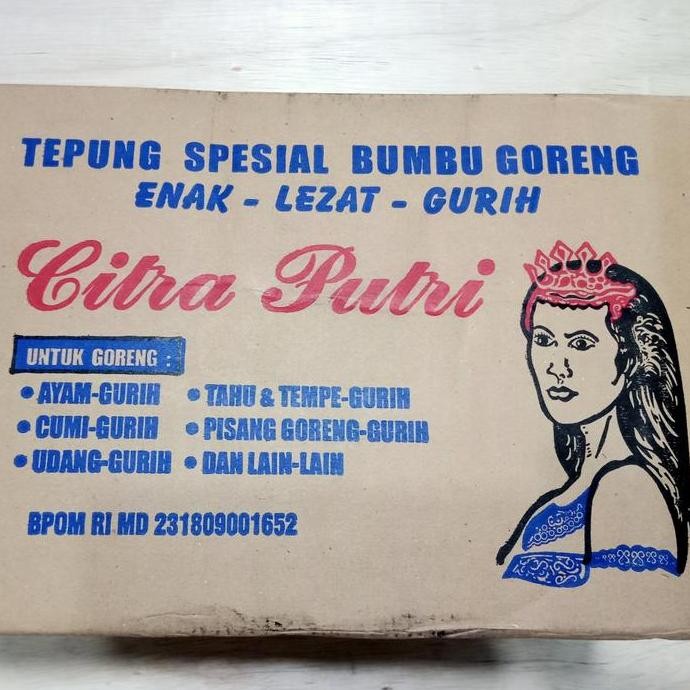 TEPUNG SPESIAL BUMBU GORENG
ENAK - LEZAT - GURIH
Citra Putri
UNTUK GORENG :
• AYAM-GURIH • TAHU & TEMPE-GURIH
• CUMI-GURIH • PISANG GORENG-GURIH
• UDANG-GURIH • DAN LAIN-LAIN
BPOM RI MD 231809001652